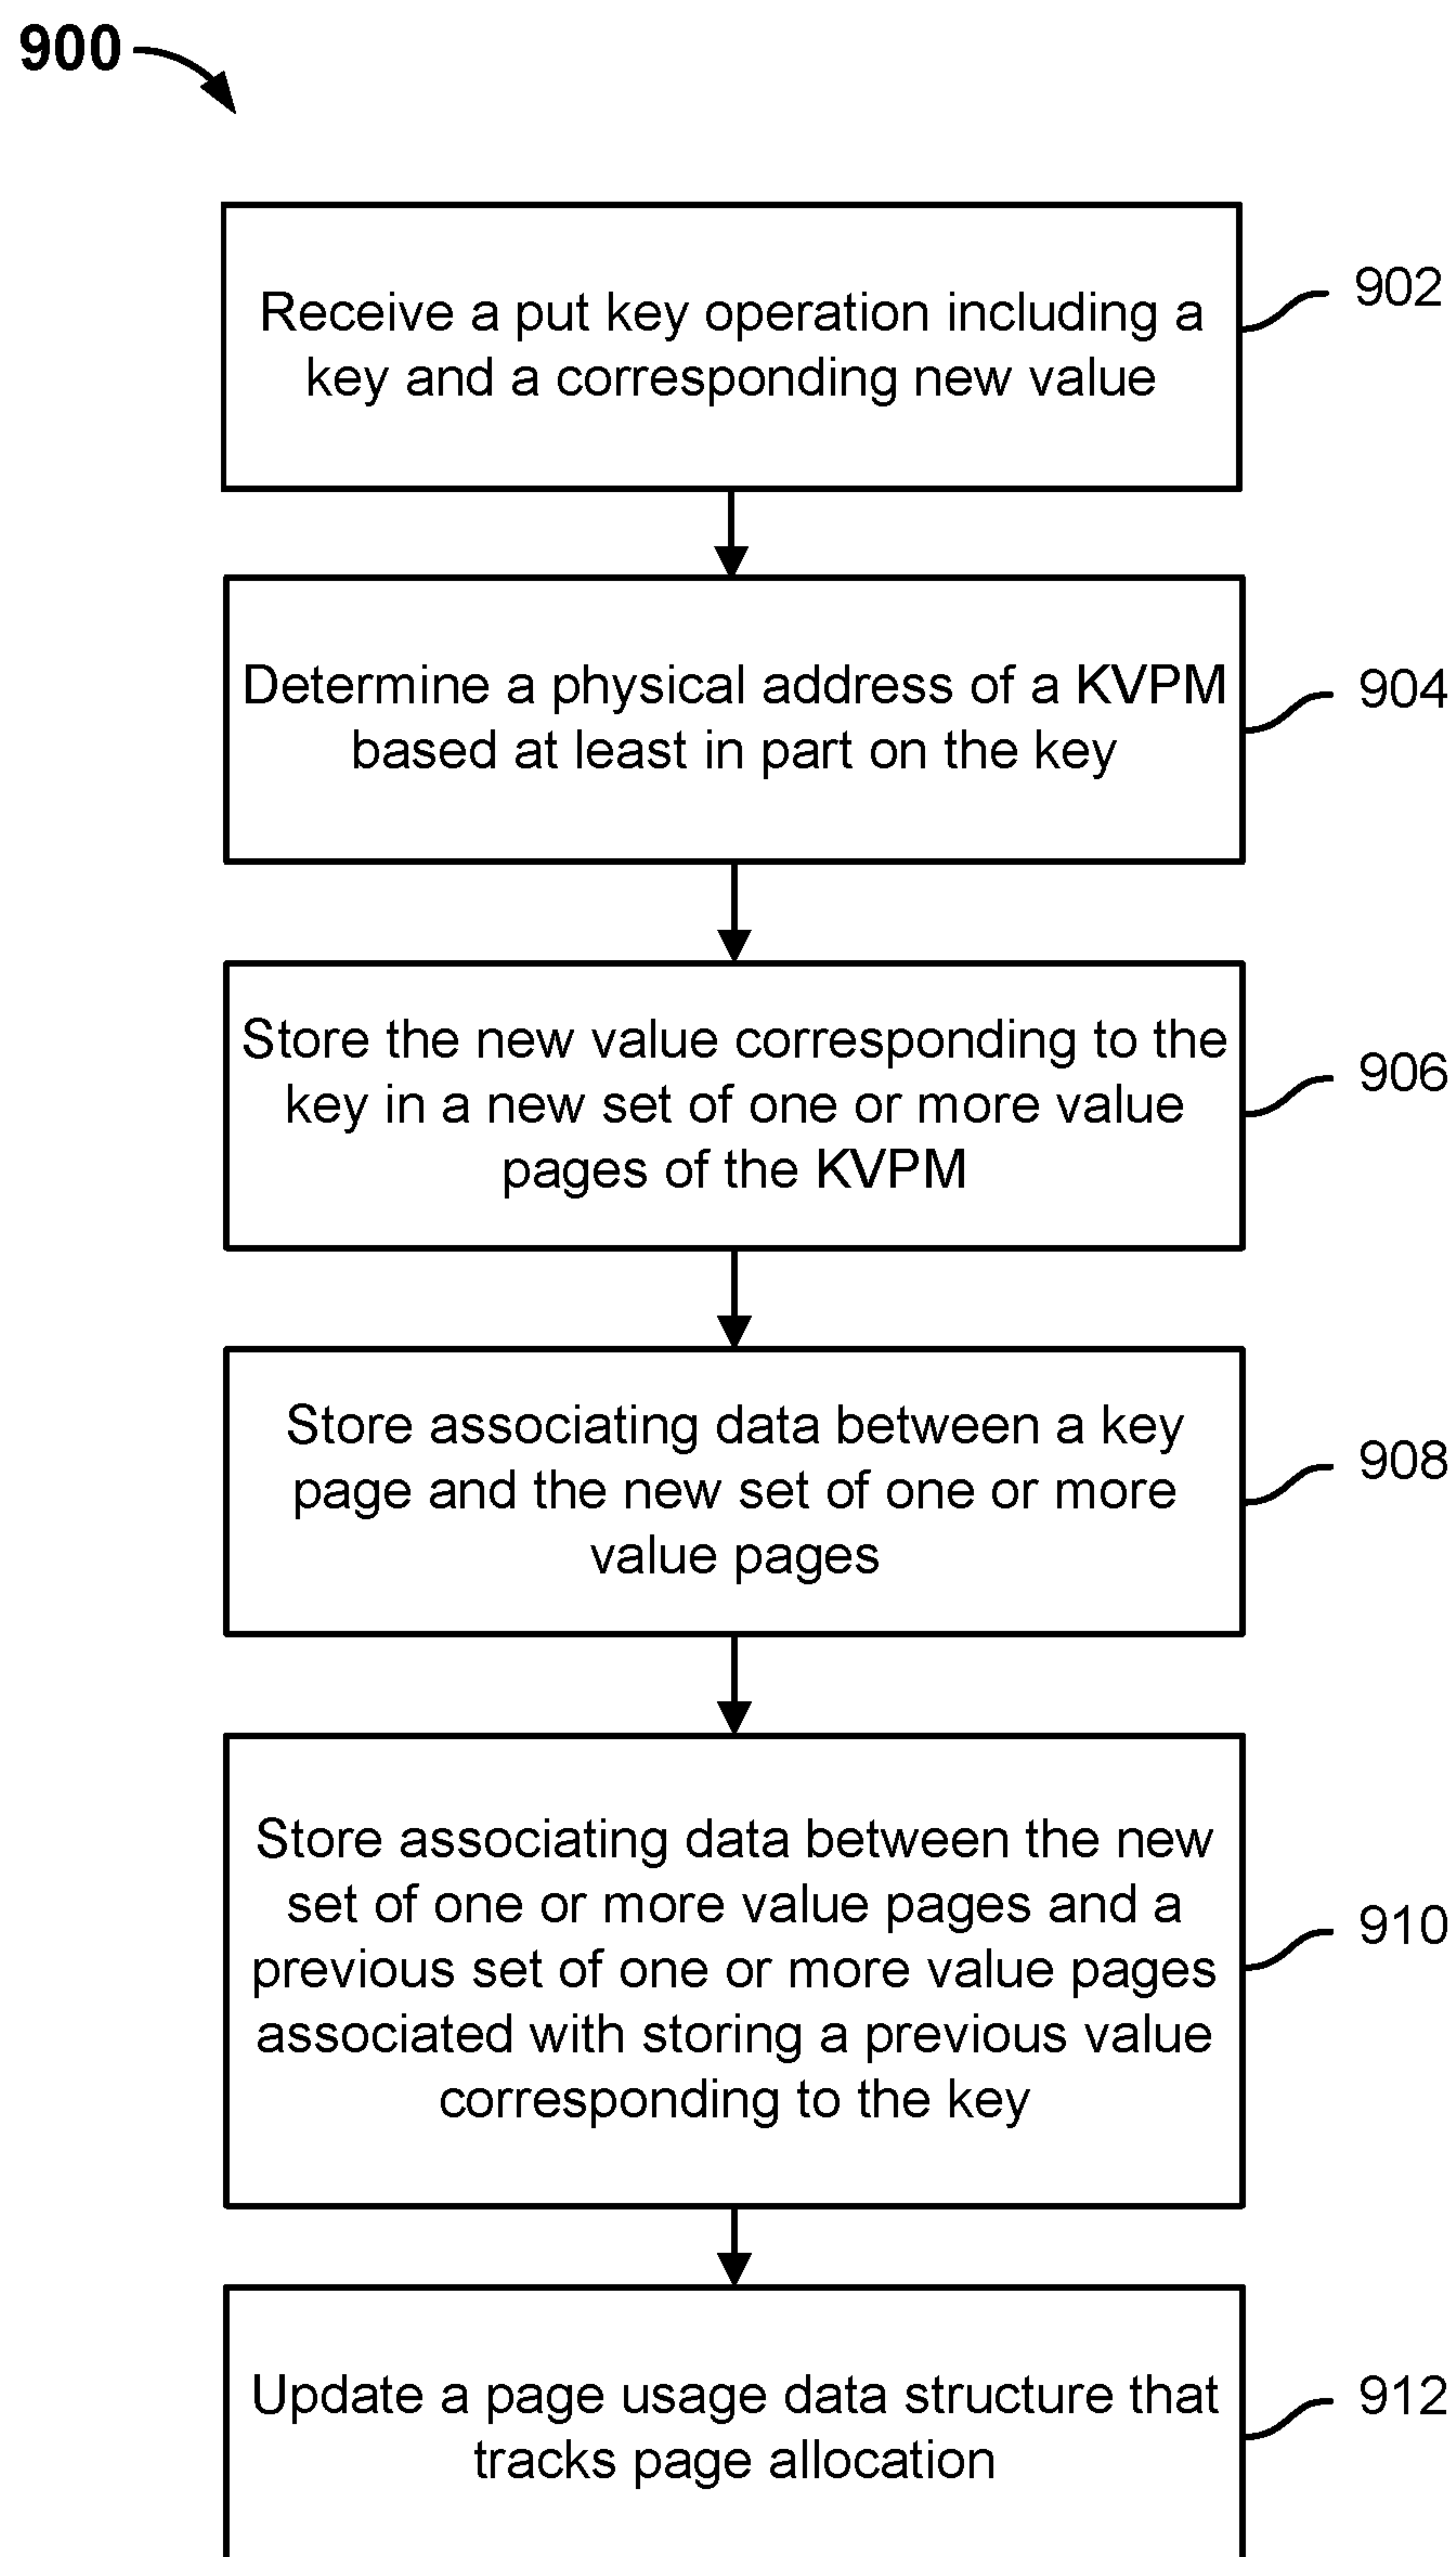 900
Receive a put key operation including a
key and a corresponding new value
902
Determine a physical address of a KVPM
based at least in part on the key
904
Store the new value corresponding to the
key in a new set of one or more value
pages of the KVPM
906
Store associating data between a key
page and the new set of one or more
value pages
908
Store associating data between the new
set of one or more value pages and a
previous set of one or more value pages
associated with storing a previous value
corresponding to the key
910
Update a page usage data structure that
tracks page allocation
912